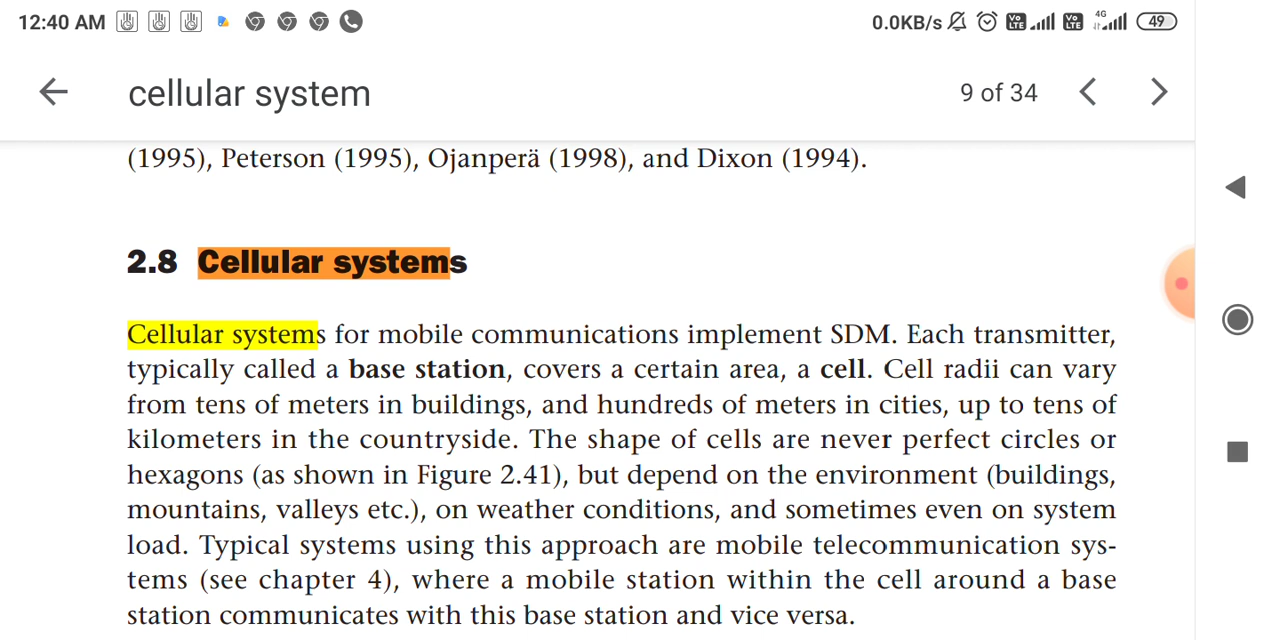 12:40 AM
0.0KB/s
Vo LTE
Vo LTE
4G
49
cellular system
9 of 34
(1995), Peterson (1995), Ojanperä (1998), and Dixon (1994).
2.8 Cellular systems
Cellular systems for mobile communications implement SDM. Each transmitter,
typically called a base station, covers a certain area, a cell. Cell radii can vary
from tens of meters in buildings, and hundreds of meters in cities, up to tens of
kilometers in the countryside. The shape of cells are never perfect circles or
hexagons (as shown in Figure 2.41), but depend on the environment (buildings,
mountains, valleys etc.), on weather conditions, and sometimes even on system
load. Typical systems using this approach are mobile telecommunication sys-
tems (see chapter 4), where a mobile station within the cell around a base
station communicates with this base station and vice versa.